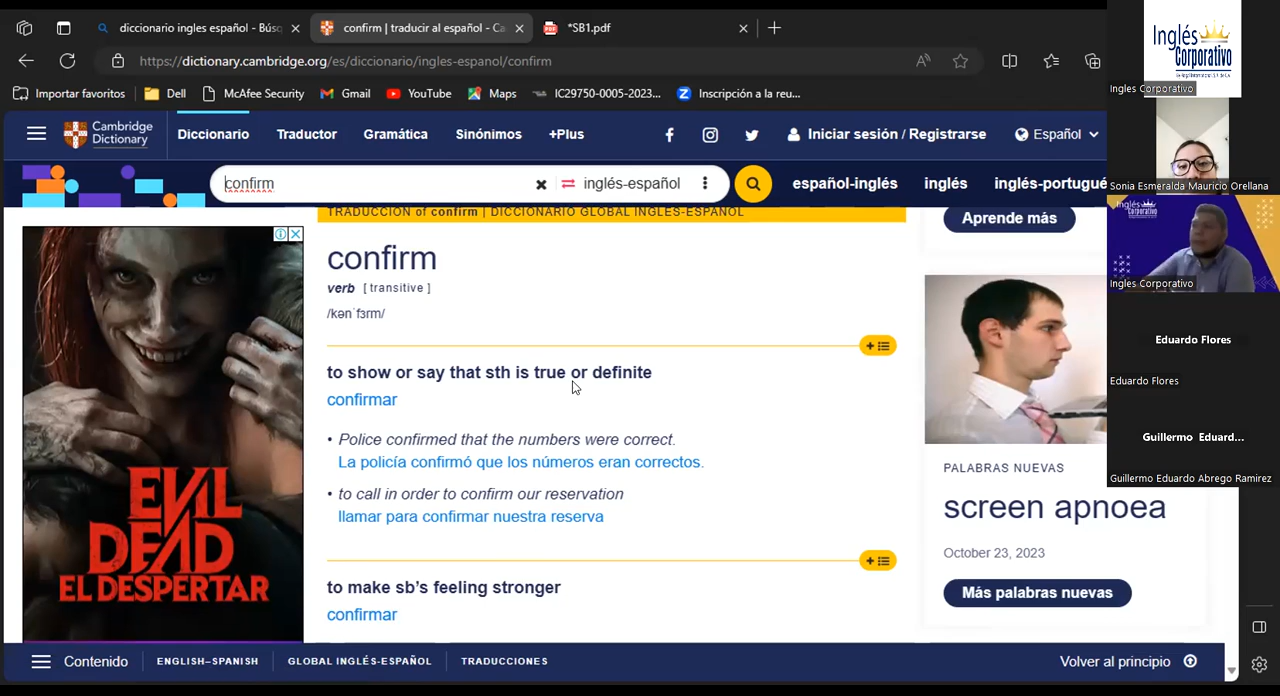 diccionario ingles español - Búsq
confirm | traducir al español - Ca
*SB1.pdf
https://dictionary.cambridge.org/es/diccionario/ingles-espanol/confirm
Importar favoritos
Dell
McAfee Security
Gmail
YouTube
Maps
IC29750-0005-2023...
Inscripción a la reu...
Cambridge
Dictionary
Diccionario
Traductor
Gramática
Sinónimos
+Plus
Iniciar sesión / Registrarse
Español
confirm
inglés-español
español-inglés
inglés
inglés-portugué
TRADUCCIÓN of confirm | DICCIONARIO GLOBAL INGLÉS-ESPAÑOL
confirm
verb [ transitive ]
/kənˈfɜrm/
to show or say that sth is true or definite
confirmar
• Police confirmed that the numbers were correct.
La policía confirmó que los números eran correctos.
• to call in order to confirm our reservation
llamar para confirmar nuestra reserva
to make sb's feeling stronger
confirmar
EVIL
DEAD
EL DESPERTAR
Aprende más
PALABRAS NUEVAS
screen apnoea
October 23, 2023
Más palabras nuevas
Contenido
ENGLISH–SPANISH
GLOBAL INGLÉS-ESPAÑOL
TRADUCCIONES
Volver al principio
Inglés
Corporativo
Ingles Corporativo
Sonia Esmeralda Mauricio Orellana
Inglés
Corporativo
Ingles Corporativo
Eduardo Flores
Eduardo Flores
Guillermo Eduard...
Guillermo Eduardo Abrego Ramirez